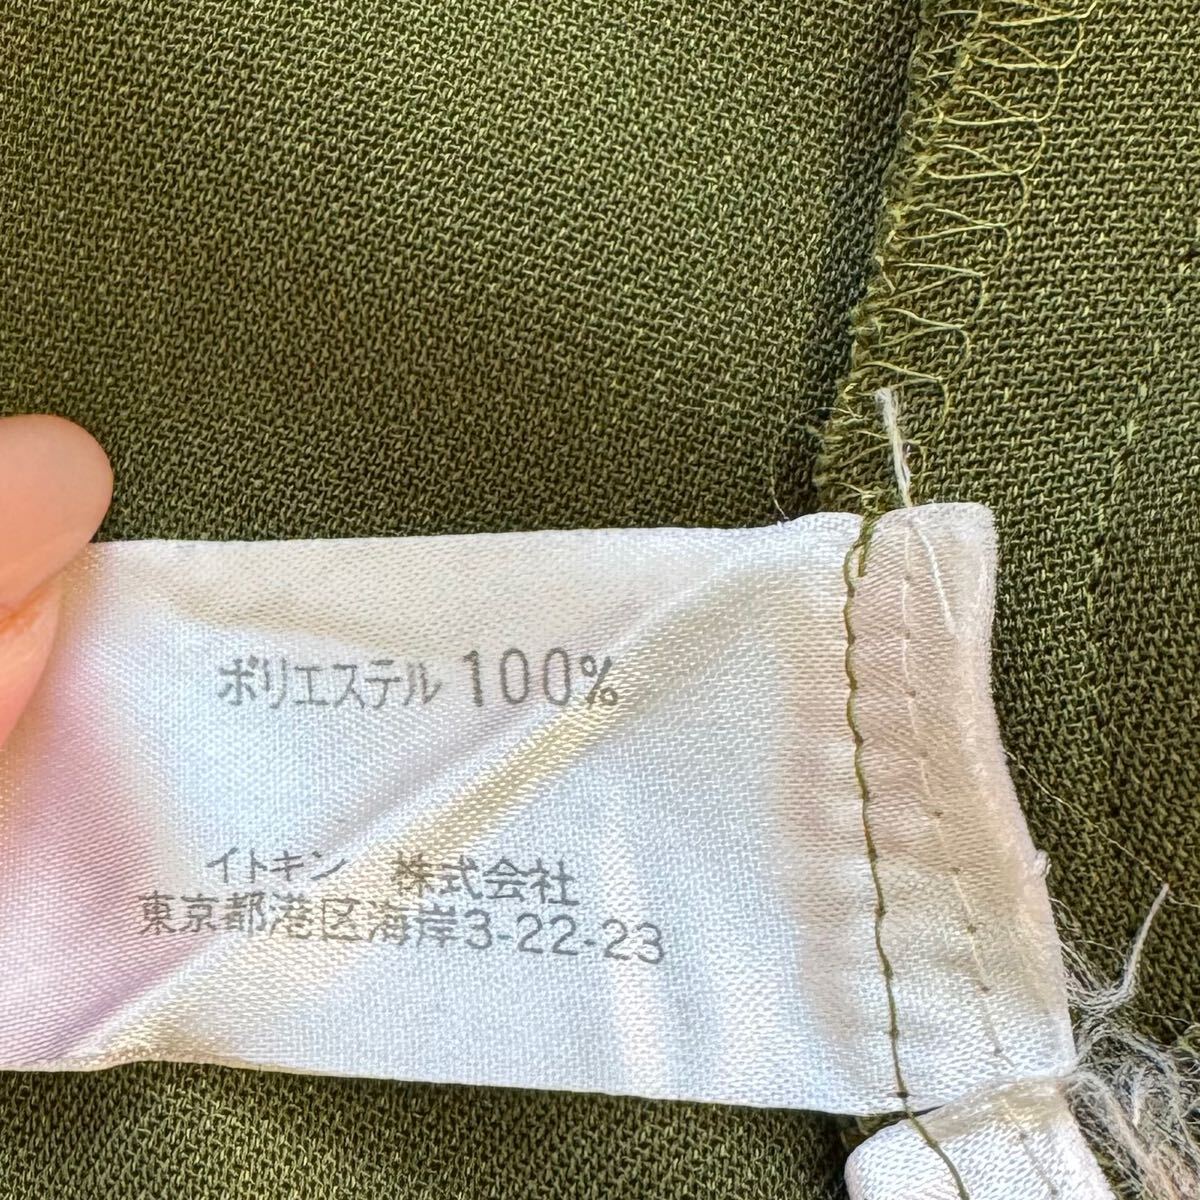 ポリエステル 100%
イトキン 株式会社
東京都港区海岸3-22-23